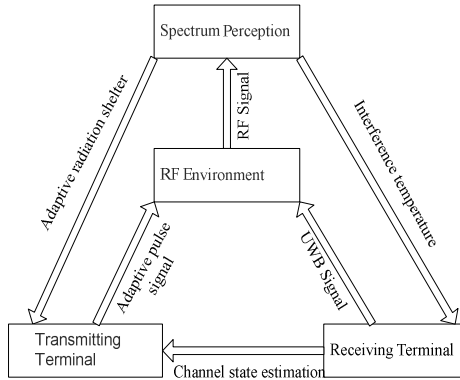 Spectrum Perception
Adaptive radiation shelter
RF Signal
Interference temperature
RF Environment
Adaptive pulse
signal
UWB Signal
Transmitting
Terminal
Receiving Terminal
Channel state estimation